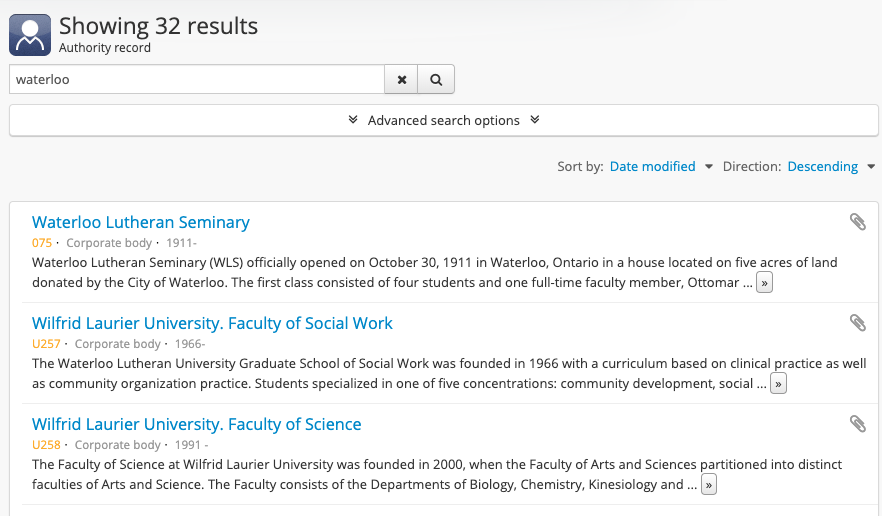 Showing 32 results
Authority record
waterloo
Advanced search options
Sort by: Date modified Direction: Descending
Waterloo Lutheran Seminary
075 · Corporate body · 1911-
Waterloo Lutheran Seminary (WLS) officially opened on October 30, 1911 in Waterloo, Ontario in a house located on five acres of land
donated by the City of Waterloo. The first class consisted of four students and one full-time faculty member, Ottomar ... »
Wilfrid Laurier University. Faculty of Social Work
U257 · Corporate body · 1966-
The Waterloo Lutheran University Graduate School of Social Work was founded in 1966 with a curriculum based on clinical practice as well
as community organization practice. Students specialized in one of five concentrations: community development, social ... »
Wilfrid Laurier University. Faculty of Science
U258 · Corporate body · 1991 -
The Faculty of Science at Wilfrid Laurier University was founded in 2000, when the Faculty of Arts and Sciences partitioned into distinct
faculties of Arts and Science. The Faculty consists of the Departments of Biology, Chemistry, Kinesiology and ... »